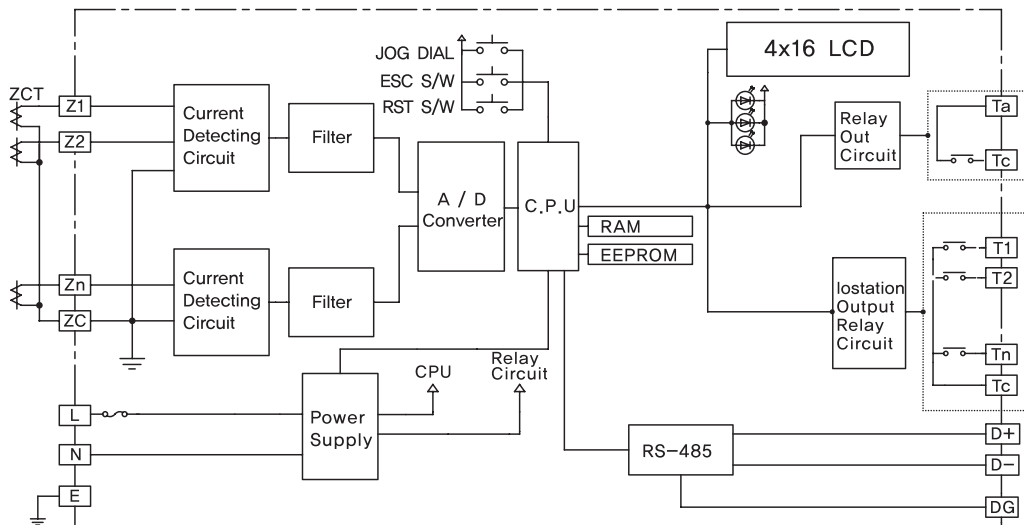 4x16 LCD
JOG DIAL
ESC S/W
RST S/W
ZCT
Z1
Z2
Current
Detecting
Circuit
Filter
A / D
Converter
C.P.U
RAM
EEPROM
Relay
Out
Circuit
Ta
Tc
Zn
ZC
Current
Detecting
Circuit
Filter
Iostation
Output
Relay
Circuit
T1
T2
Tn
Tc
CPU
Relay
Circuit
L
N
E
Power
Supply
RS-485
D+
D-
DG